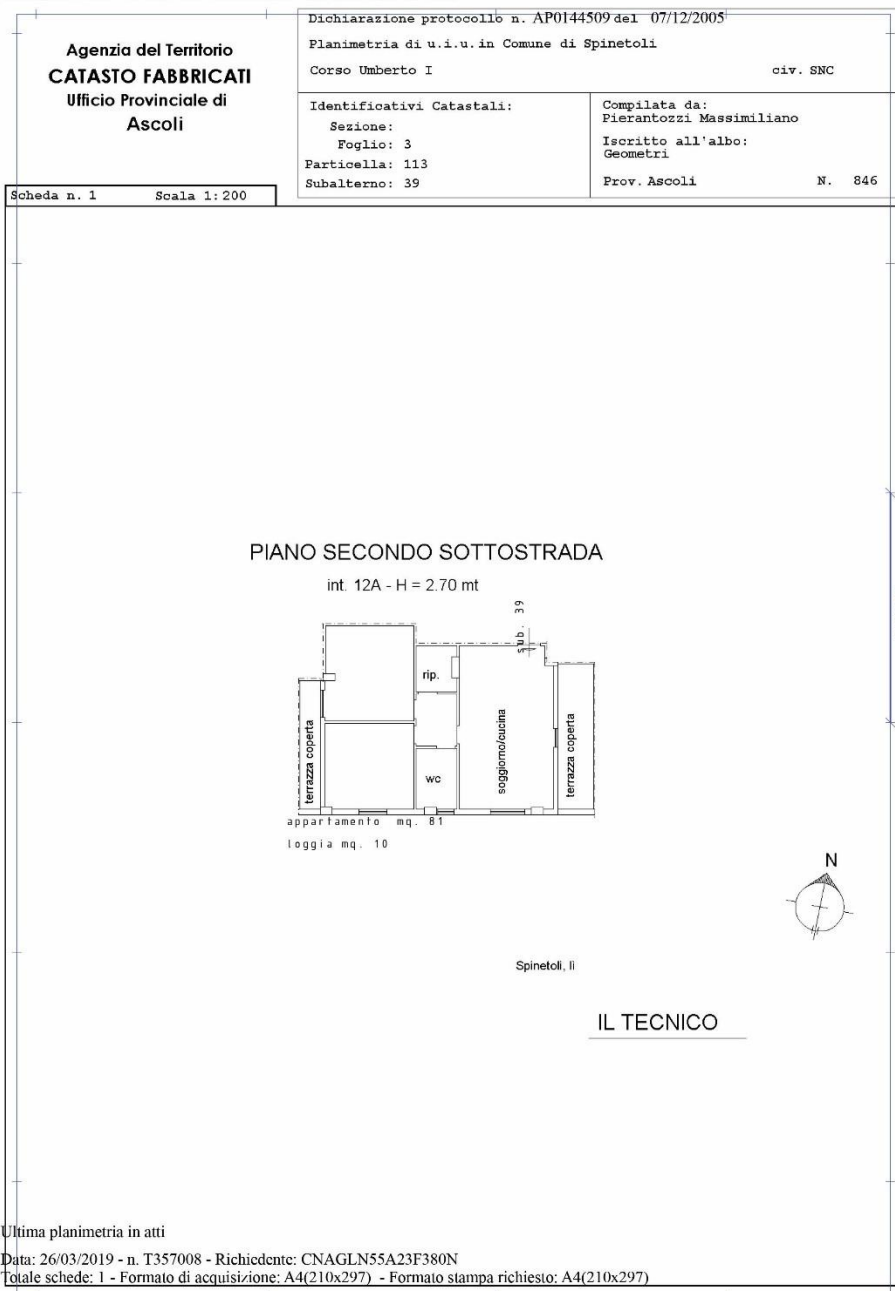 Agenzia del Territorio
CATASTO FABBRICATI
Ufficio Provinciale di
Ascoli
Scheda n. 1 Scala 1:200
Dichiarazione protocollo n. AP0144509 del 07/12/2005
Planimetria di u.i.u. in Comune di Spinetoli
Corso Umberto I civ. SNC
Identificativi Catastali:
Sezione:
Foglio: 3
Particella: 113
Subalterno: 39
Compilata da:
Pierantozzi Massimiliano
Iscritto all'albo:
Geometri
Prov. Ascoli N. 846
PIANO SECONDO SOTTOSTRADA
int. 12A - H = 2.70 mt
sub. 39
rip.
terrazza coperta
wc
soggiorno/cucina
terrazza coperta
appartamento mq. 81
loggia mq. 10
N
Spinetoli, lì
IL TECNICO
Ultima planimetria in atti
Data: 26/03/2019 - n. T357008 - Richiedente: CNAGLN55A23F380N
Totale schede: 1 - Formato di acquisizione: A4(210x297) - Formato stampa richiesto: A4(210x297)